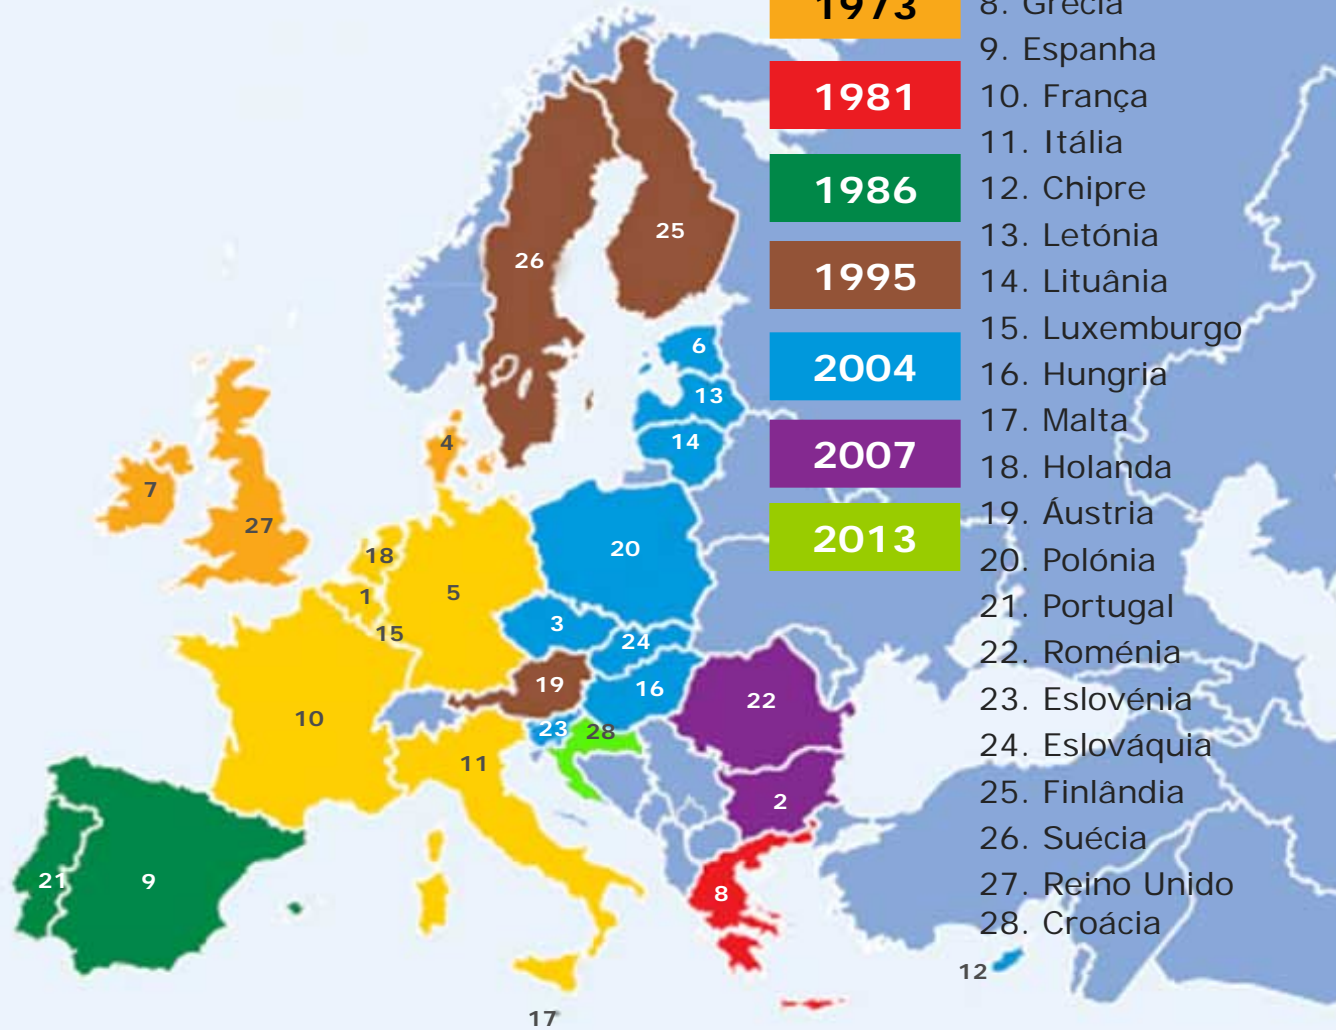 1973
1981
1986
1995
2004
2007
2013
8. Grécia
9. Espanha
10. França
11. Itália
12. Chipre
13. Letónia
14. Lituânia
15. Luxemburgo
16. Hungria
17. Malta
18. Holanda
19. Áustria
20. Polónia
21. Portugal
22. Roménia
23. Eslovénia
24. Eslováquia
25. Finlândia
26. Suécia
27. Reino Unido
28. Croácia
25
26
6
13
4
14
7
27
18
20
1
5
3
15
24
19
16
22
10
23
28
11
2
21
9
8
12
17